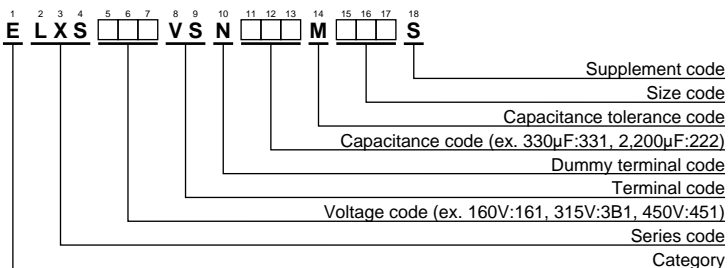 1 2 3 4 5 6 7 8 9 10 11 12 13 14 15 16 17 18
E L X S □□□ V S N □□□ M □□□ S
Supplement code
Size code
Capacitance tolerance code
Capacitance code (ex. 330µF:331, 2,200µF:222)
Dummy terminal code
Terminal code
Voltage code (ex. 160V:161, 315V:3B1, 450V:451)
Series code
Category